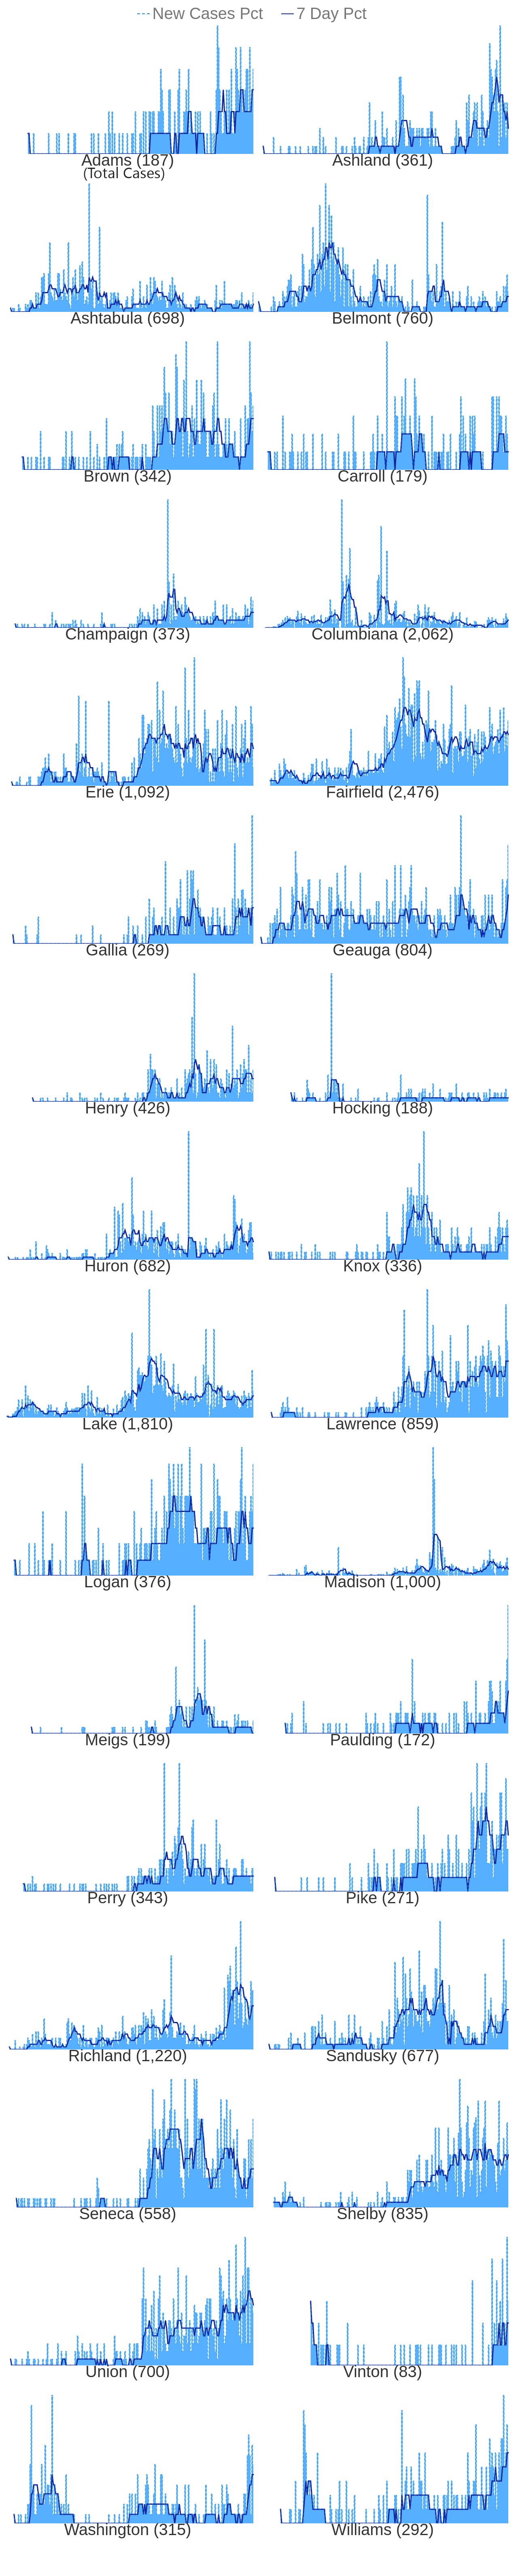 New Cases Pct 7 Day Pct
Adams (187) Ashland (361)
(Total Cases)
Ashtabula (698) Belmont (760)
Brown (342) Carroll (179)
Champaign (373) Columbiana (2,062)
Erie (1,092) Fairfield (2,476)
Gallia (269) Geauga (804)
Henry (426) Hocking (188)
Huron (682) Knox (336)
Lake (1,810) Lawrence (859)
Logan (376) Madison (1,000)
Meigs (199) Paulding (172)
Perry (343) Pike (271)
Richland (1,220) Sandusky (677)
Seneca (558) Shelby (835)
Union (700) Vinton (83)
Washington (315) Williams (292)